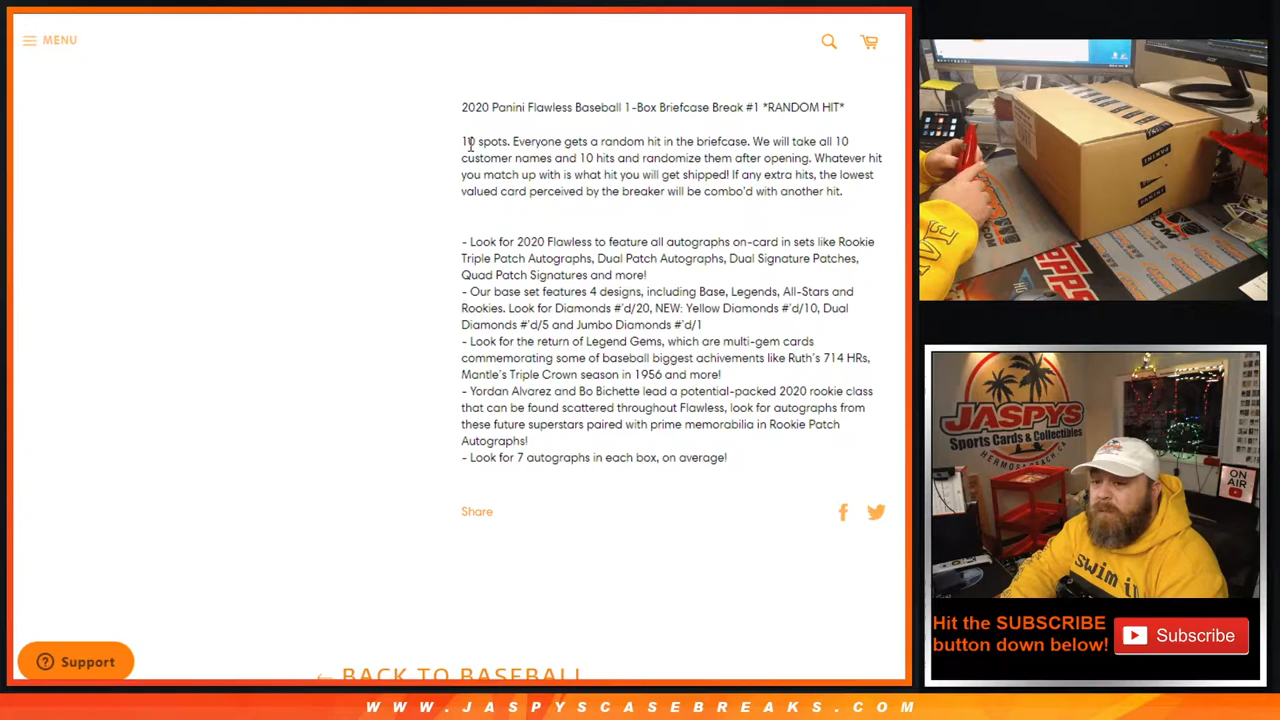 MENU
2020 Panini Flawless Baseball 1-Box Briefcase Break #1 *RANDOM HIT*
10 spots. Everyone gets a random hit in the briefcase. We will take all 10
customer names and 10 hits and randomize them after opening. Whatever hit
you match up with is what hit you will get shipped! If any extra hits, the lowest
valued card perceived by the breaker will be combo'd with another hit.
- Look for 2020 Flawless to feature all autographs on-card in sets like Rookie
Triple Patch Autographs, Dual Patch Autographs, Dual Signature Patches,
Quad Patch Signatures and more!
- Our base set features 4 designs, including Base, Legends, All-Stars and
Rookies. Look for Diamonds #'d/20, NEW: Yellow Diamonds #'d/10, Dual
Diamonds #'d/5 and Jumbo Diamonds #'d/1
- Look for the return of Legend Gems, which are multi-gem cards
commemorating some of baseball biggest achivements like Ruth's 714 HRs,
Mantle's Triple Crown season in 1956 and more!
- Yordan Alvarez and Bo Bichette lead a potential-packed 2020 rookie class
that can be found scattered throughout Flawless, look for autographs from
these future superstars paired with prime memorabilia in Rookie Patch
Autographs!
- Look for 7 autographs in each box, on average!
Share
Support
← BACK TO BASEBALL
PANINI
PANINI
TOPPS
JASPYS
Sports Cards & Collectibles
HERMOSA BEACH, CA
ON
AIR
swim in
Hit the SUBSCRIBE
button down below!
Subscribe
WWW.JASPYSCASEBREAKS.COM